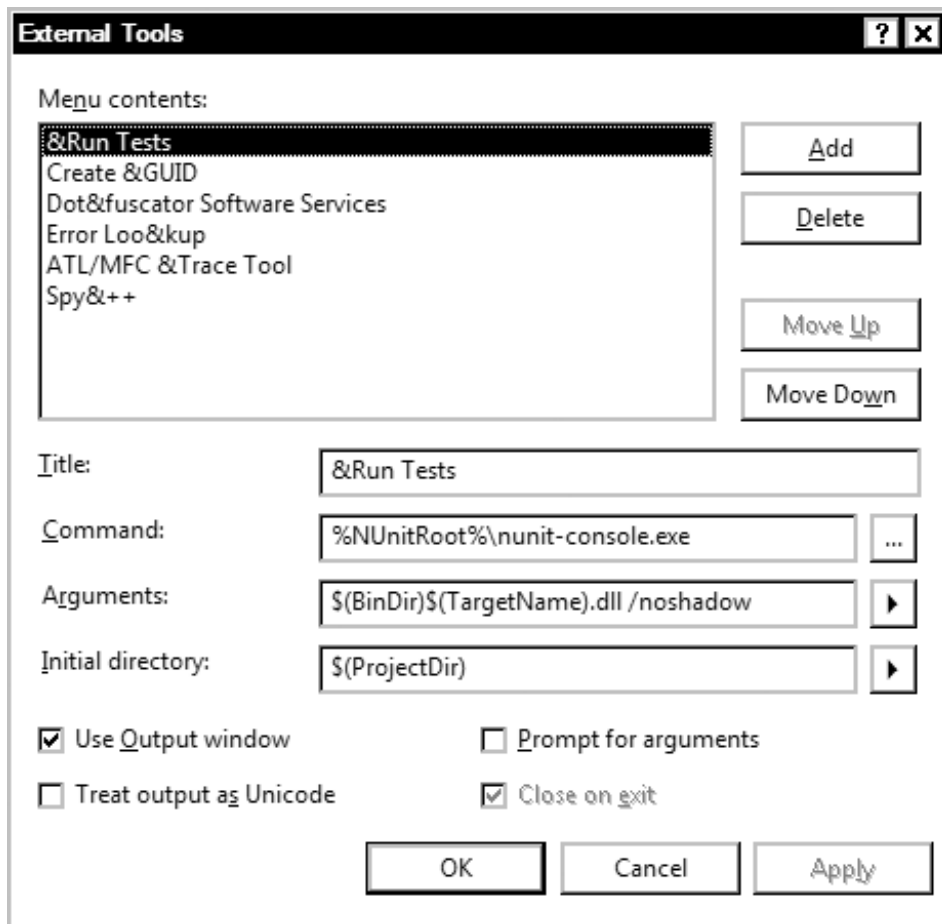 External Tools
Menu contents:
&Run Tests
Create &GUID
Dot&fuscator Software Services
Error Loo&kup
ATL/MFC &Trace Tool
Spy&++
Add
Delete
Move Up
Move Down
Title:
&Run Tests
Command:
%NUnitRoot%\nunit-console.exe
...
Arguments:
$(BinDir)$(TargetName).dll /noshadow
Initial directory:
$(ProjectDir)
Use Output window
Prompt for arguments
Treat output as Unicode
Close on exit
OK
Cancel
Apply